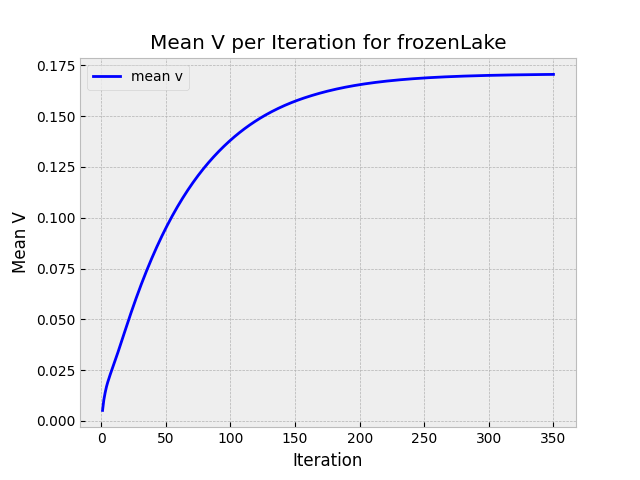 Mean V per Iteration for frozenLake
mean v
0.175
0.150
0.125
0.100
0.075
0.050
0.025
0.000
Mean V
0 50 100 150 200 250 300 350
Iteration